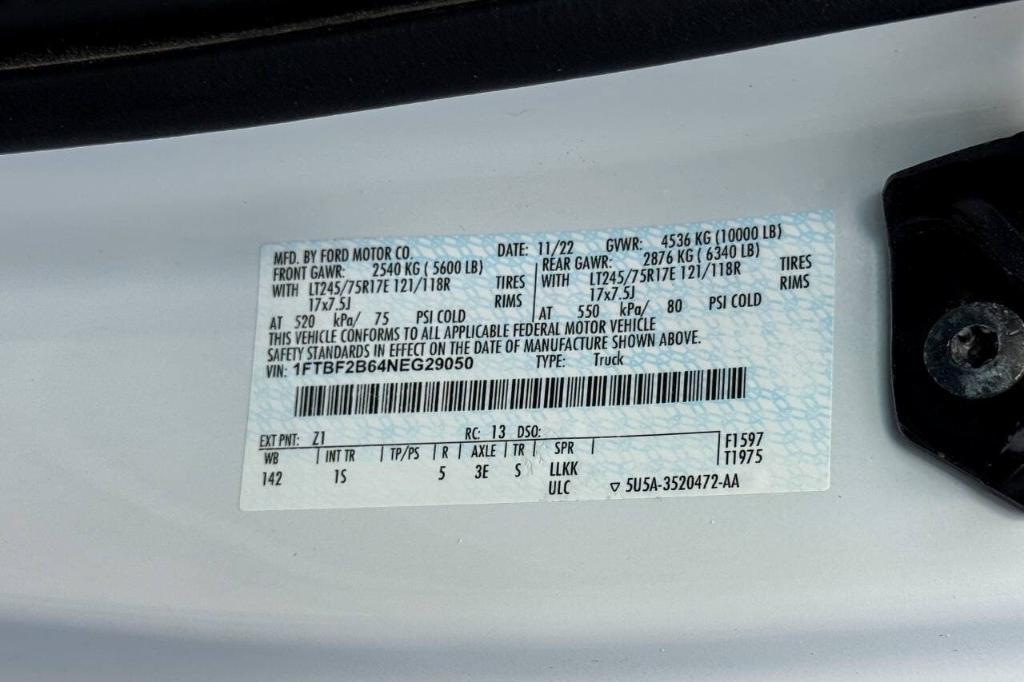 MFD. BY FORD MOTOR CO. DATE: 11/22 GVWR: 4536 KG (10000 LB)
FRONT GAWR: 2540 KG ( 5600 LB) REAR GAWR: 2876 KG ( 6340 LB)
WITH LT245/75R17E 121/118R TIRES WITH LT245/75R17E 121/118R TIRES
17x7.5J RIMS 17x7.5J RIMS
AT 520 kPa/ 75 PSI COLD AT 550 kPa/ 80 PSI COLD
THIS VEHICLE CONFORMS TO ALL APPLICABLE FEDERAL MOTOR VEHICLE
SAFETY STANDARDS IN EFFECT ON THE DATE OF MANUFACTURE SHOWN ABOVE.
VIN: 1FTBF2B64NEG29050 TYPE: Truck
EXT PNT: Z1 RC: 13 DSO: F1597
WB INT TR TP/PS R AXLE TR SPR T1975
142 1S 5 3E S LLKK
ULC ▽ 5U5A-3520472-AA